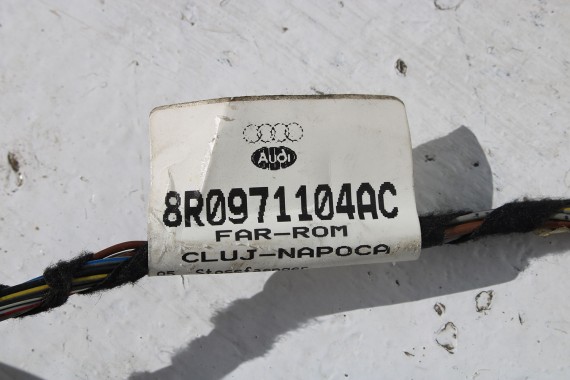 Audi
8R0971104AC
FAR-ROM
CLUJ-NAPOCA